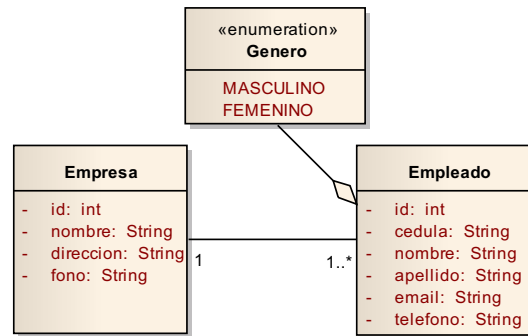 «enumeration»
Genero
MASCULINO
FEMENINO
Empresa
- id: int
- nombre: String
- direccion: String
- fono: String
1
1..*
Empleado
- id: int
- cedula: String
- nombre: String
- apellido: String
- email: String
- telefono: String